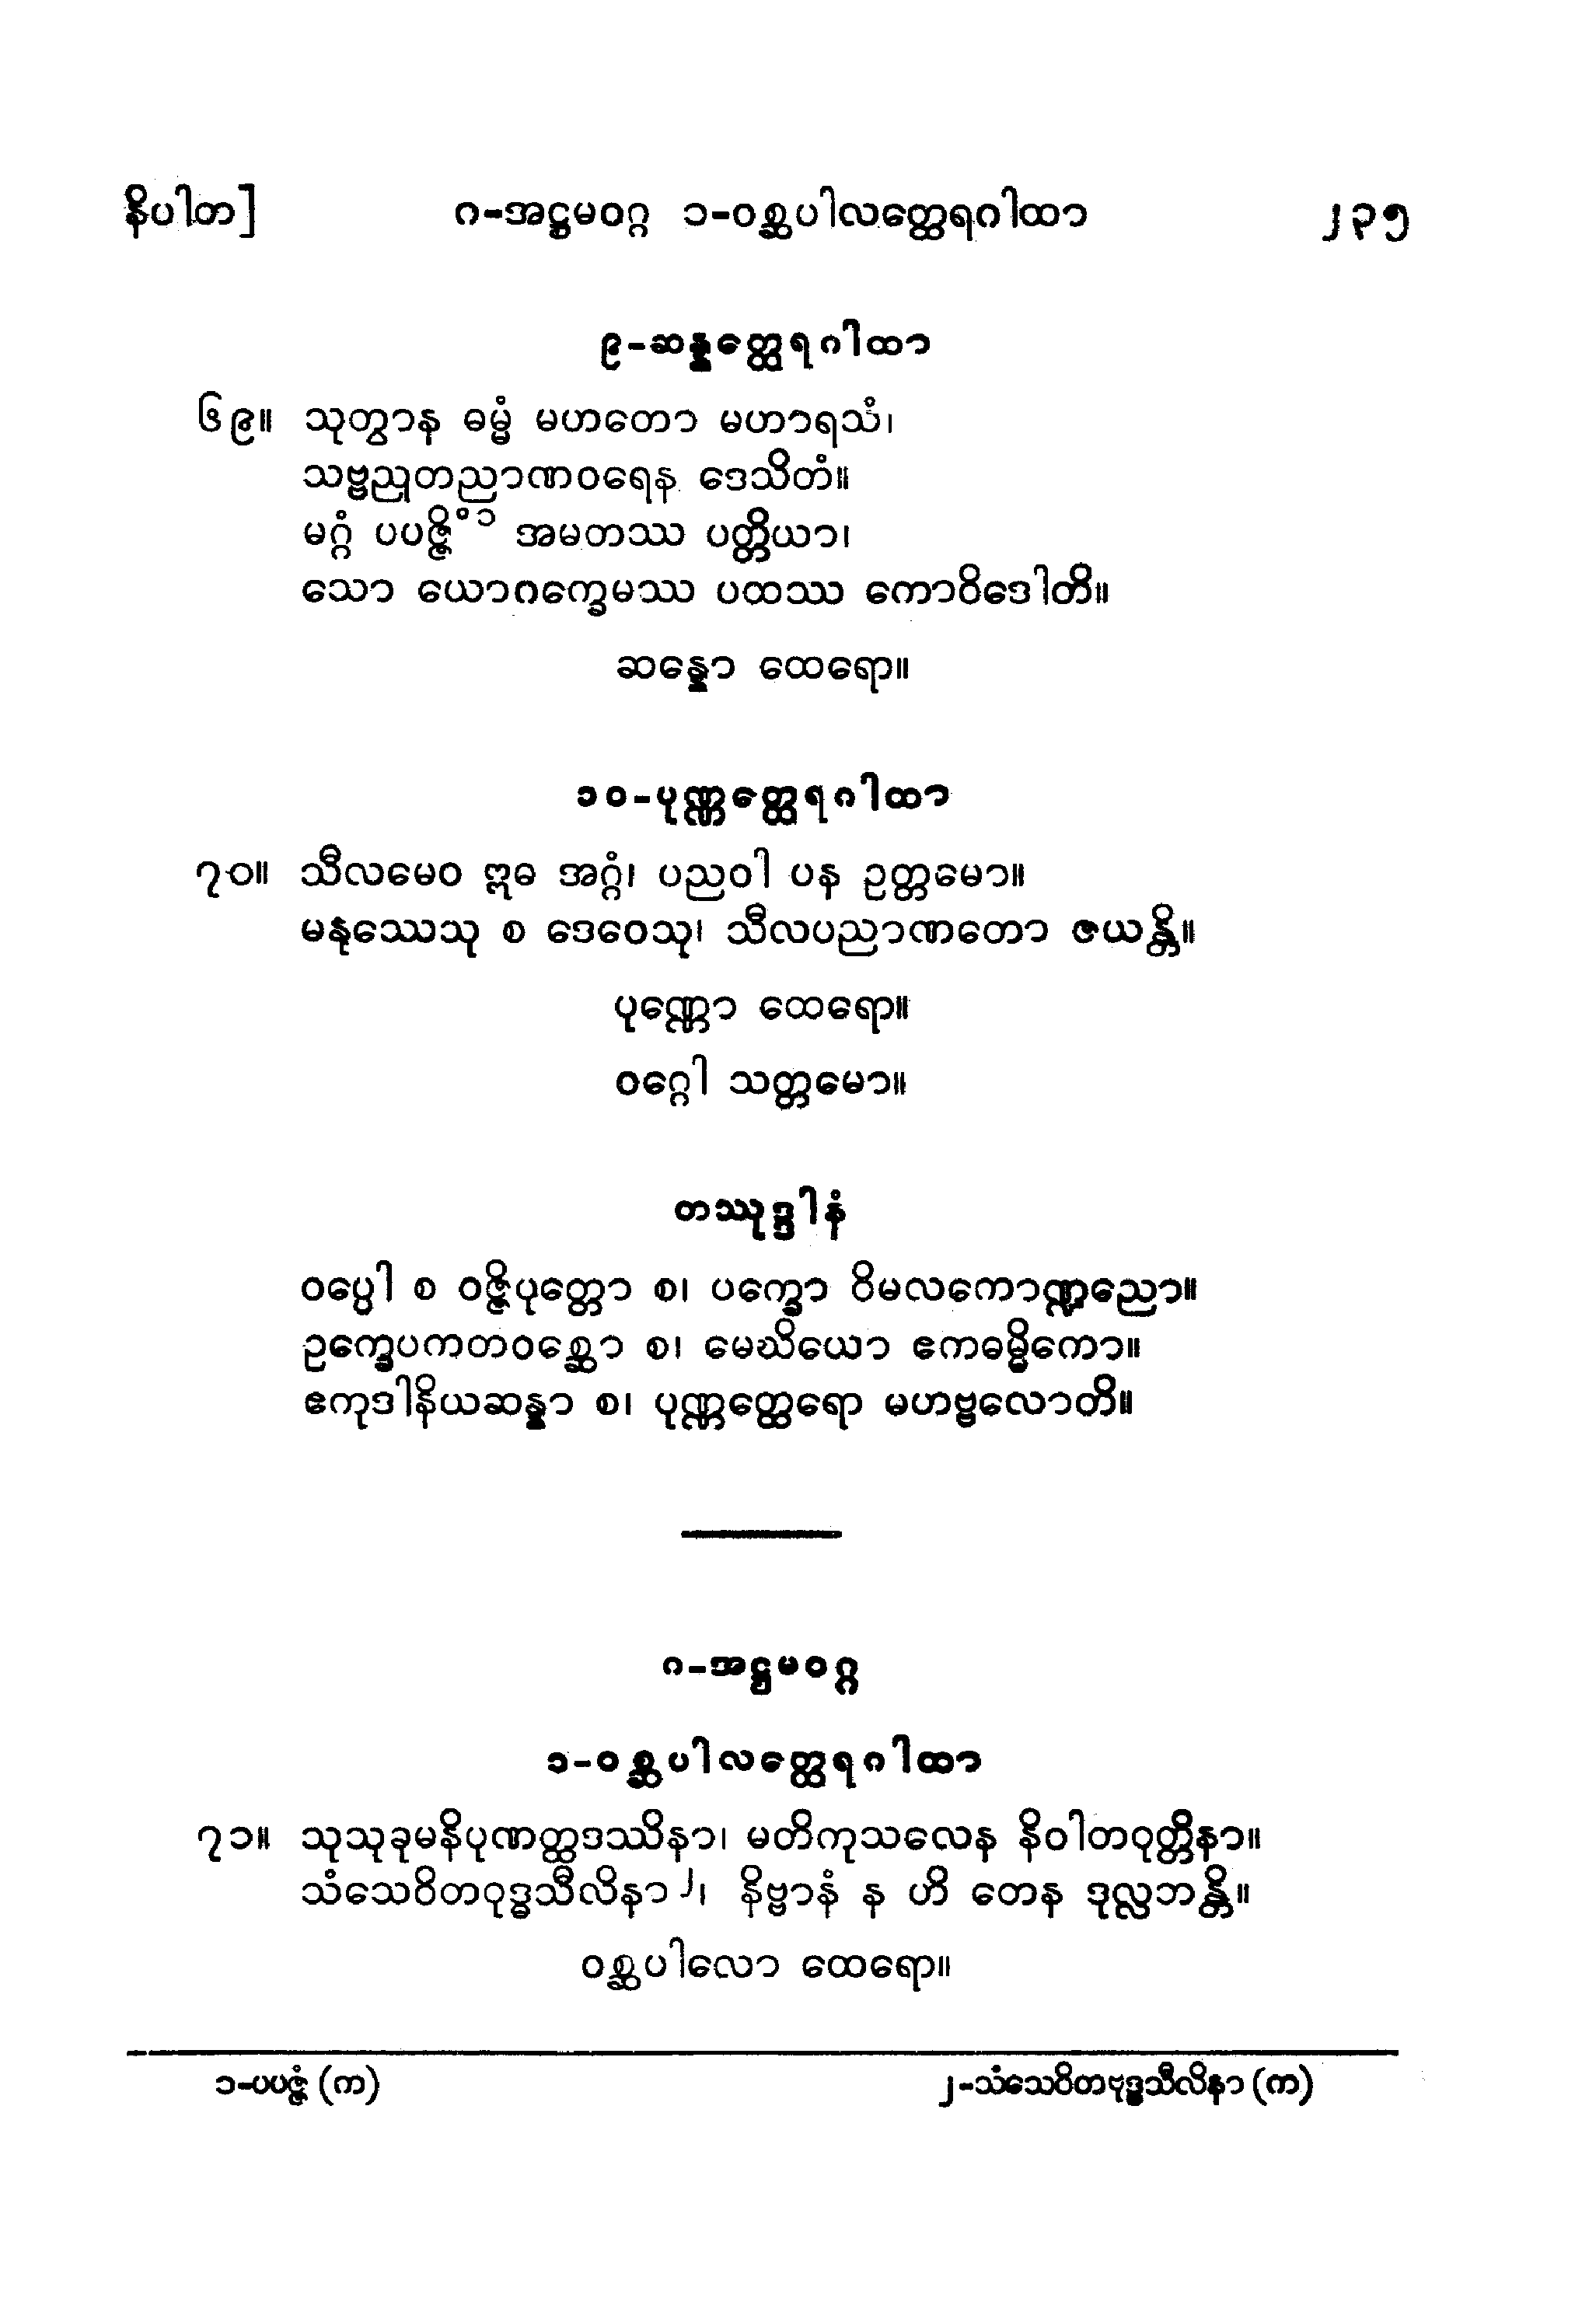 နိပါတ] ၈-အဋ္ဌမဝဂ္ဂ ၁-ဝစ္ဆပါလတ္ထေရဂါထာ ၂၃၅
၉-ဆန္နတ္ထေရဂါထာ
၆၉။ သုတွာန ဓမ္မံ မဟတော မဟာရသံ၊
သဗ္ဗညုတညာဏဝရေန ဒေသိတံ။
မဂ္ဂံ ပပဇ္ဇိံ၁ အမတဿ ပတ္တိယာ၊
သော ယောဂက္ခေမဿ ပထဿ ကောဝိဒေါတိ။
ဆန္နော ထေရော။
၁၀-ပုဏ္ဏတ္ထေရဂါထာ
၇၀။ သီလမေဝ ဣဓ အဂ္ဂံ၊ ပညဝါ ပန ဥတ္တမော။
မနုဿေသု စ ဒေဝေသု၊ သီလပညာဏတော ဇယန္တိ။
ပုဏ္ဏော ထေရော။
ဝဂ္ဂေါ သတ္တမော။
တဿုဒ္ဒါနံ
ဝပ္ပေါ စ ဝဇ္ဇိပုတ္တော စ၊ ပက္ခော ဝိမလကောဏ္ဍညော။
ဥက္ခေပကတဝစ္ဆော စ၊ မေဃိယော ဧကဓမ္မိကော။
ဧကုဒါနိယဆန္နာ စ၊ ပုဏ္ဏတ္ထေရော မဟဗ္ဗလောတိ။
၈-အဋ္ဌမဝဂ္ဂ
၁-ဝစ္ဆပါလတ္ထေရဂါထာ
၇၁။ သုသုခုမနိပုဏတ္ထဒဿိနာ၊ မတိကုသလေန နိဝါတဝုတ္တိနာ။
သံသေဝိတဝုဒ္ဓသီလိနာ၂၊ နိဗ္ဗာနံ န ဟိ တေန ဒုလ္လဘန္တိ။
ဝစ္ဆပါလော ထေရော။
၁-ပပဇ္ဇံ (က) ၂-သံသေဝိတဗုဒ္ဓသီလိနာ (က)